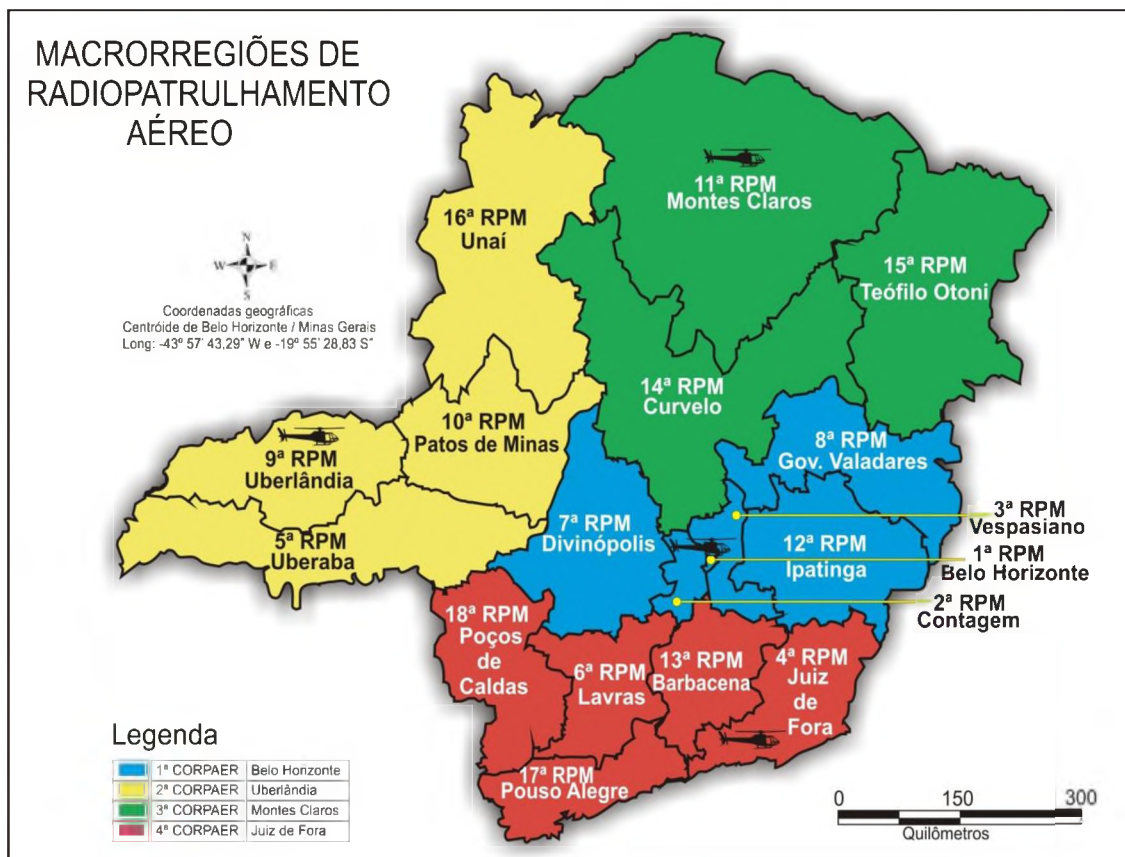 MACRORREGIÕES DE
RADIOPATRULHAMENTO
AÉREO
N
W
E
S
Coordenadas geográficas
Centróide de Belo Horizonte / Minas Gerais
Long: -43º 57' 43,29" W e -19º 55' 28,83 S"
11ª RPM
Montes Claros
16ª RPM
Unaí
15ª RPM
Teófilo Otoni
14ª RPM
Curvelo
10ª RPM
Patos de Minas
9ª RPM
Uberlândia
8ª RPM
Gov. Valadares
5ª RPM
Uberaba
7ª RPM
Divinópolis
12ª RPM
Ipatinga
3ª RPM
Vespasiano
1ª RPM
Belo Horizonte
2ª RPM
Contagem
18ª RPM
Poços
de
Caldas
6ª RPM
Lavras
13ª RPM
Barbacena
4ª RPM
Juiz
de
Fora
17ª RPM
Pouso Alegre
Legenda
1ª CORPAER Belo Horizonte
2ª CORPAER Uberlândia
3ª CORPAER Montes Claros
4ª CORPAER Juiz de Fora
0 150 300
Quilômetros